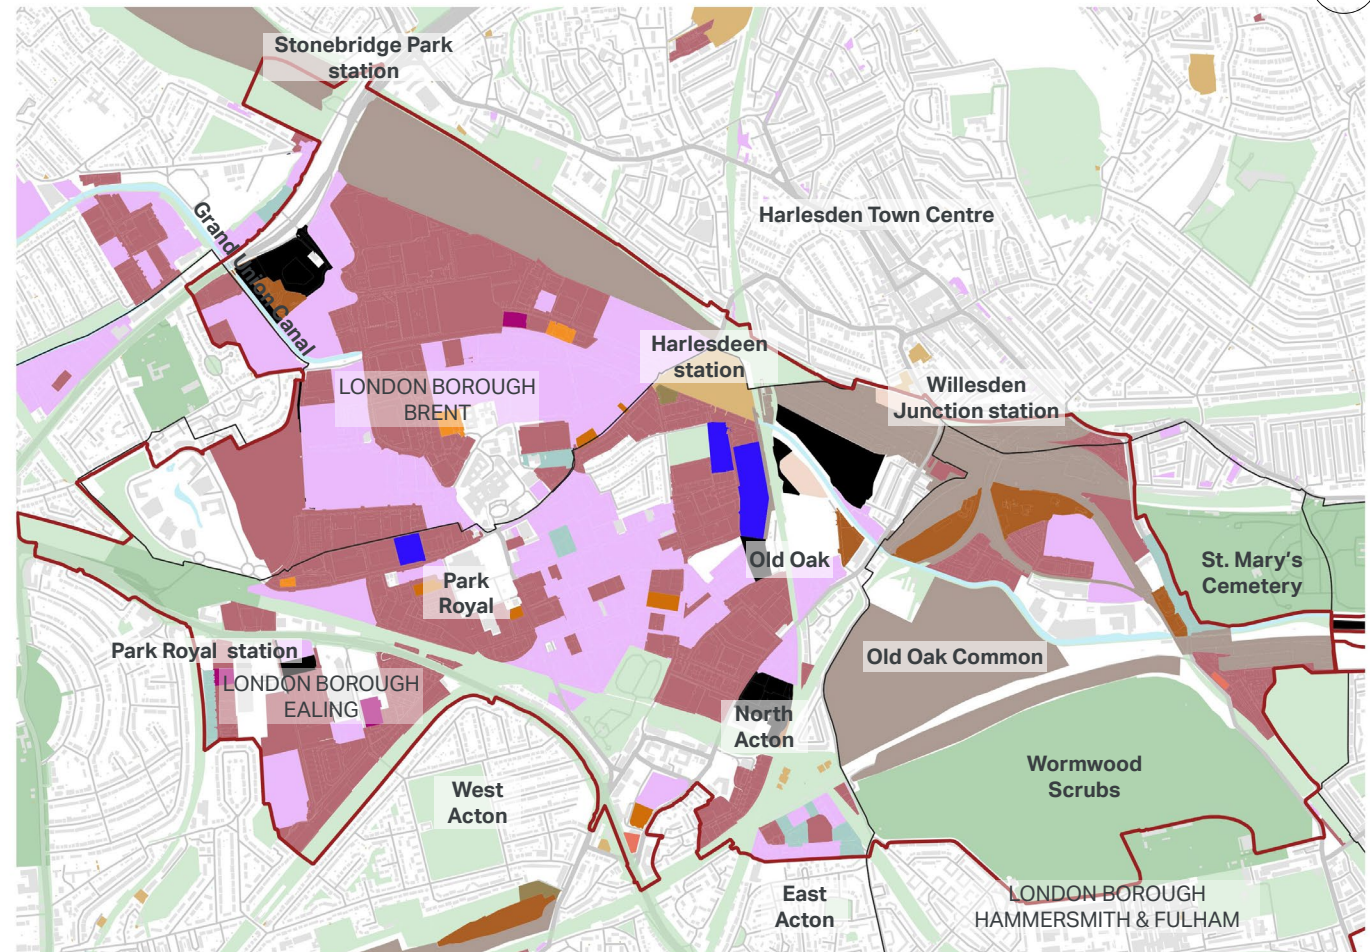 Stonebridge Park
station
Harlesden Town Centre
Grand Union Canal
Harlesdeen
station
LONDON BOROUGH
BRENT
Willesden
Junction station
Old Oak
St. Mary's
Cemetery
Park
Royal
Park Royal station
Old Oak Common
LONDON BOROUGH
EALING
North
Acton
Wormwood
Scrubs
West
Acton
East
Acton
LONDON BOROUGH
HAMMERSMITH & FULHAM